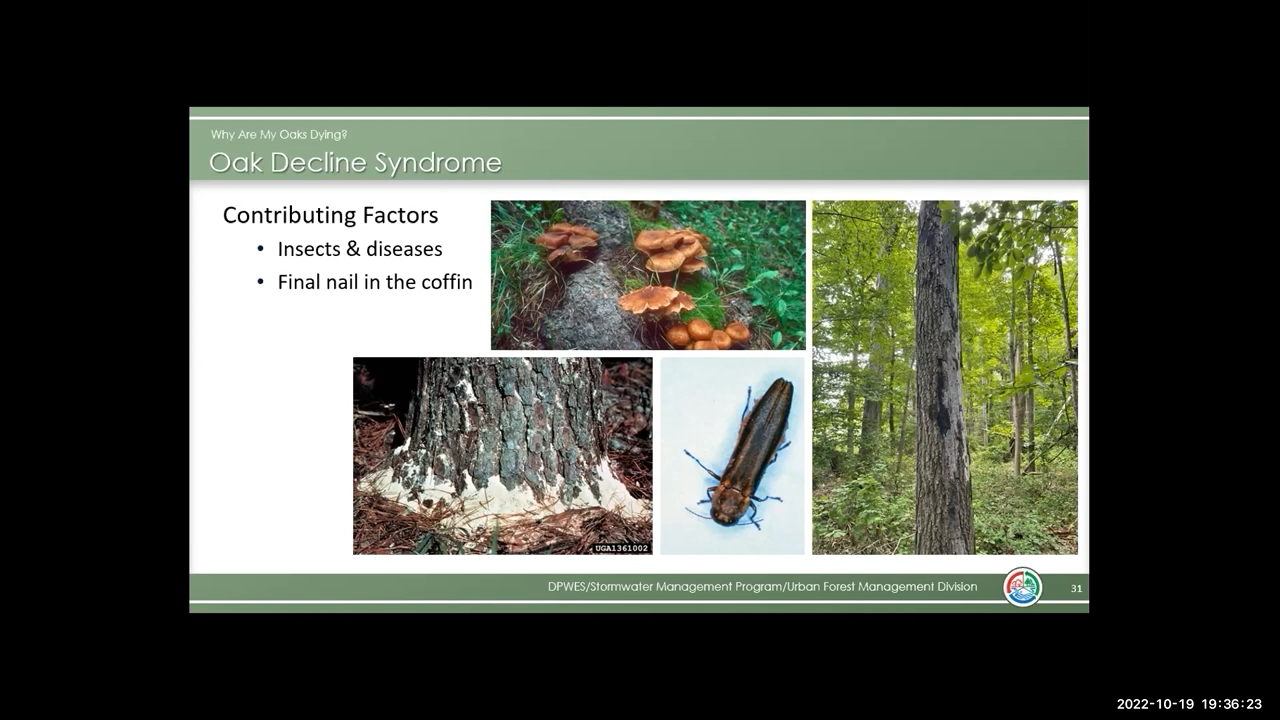 Why Are My Oaks Dying?
Oak Decline Syndrome
Contributing Factors
• Insects & diseases
• Final nail in the coffin
UGA1361002
DPWES/Stormwater Management Program/Urban Forest Management Division
31
2022-10-19 19:36:23